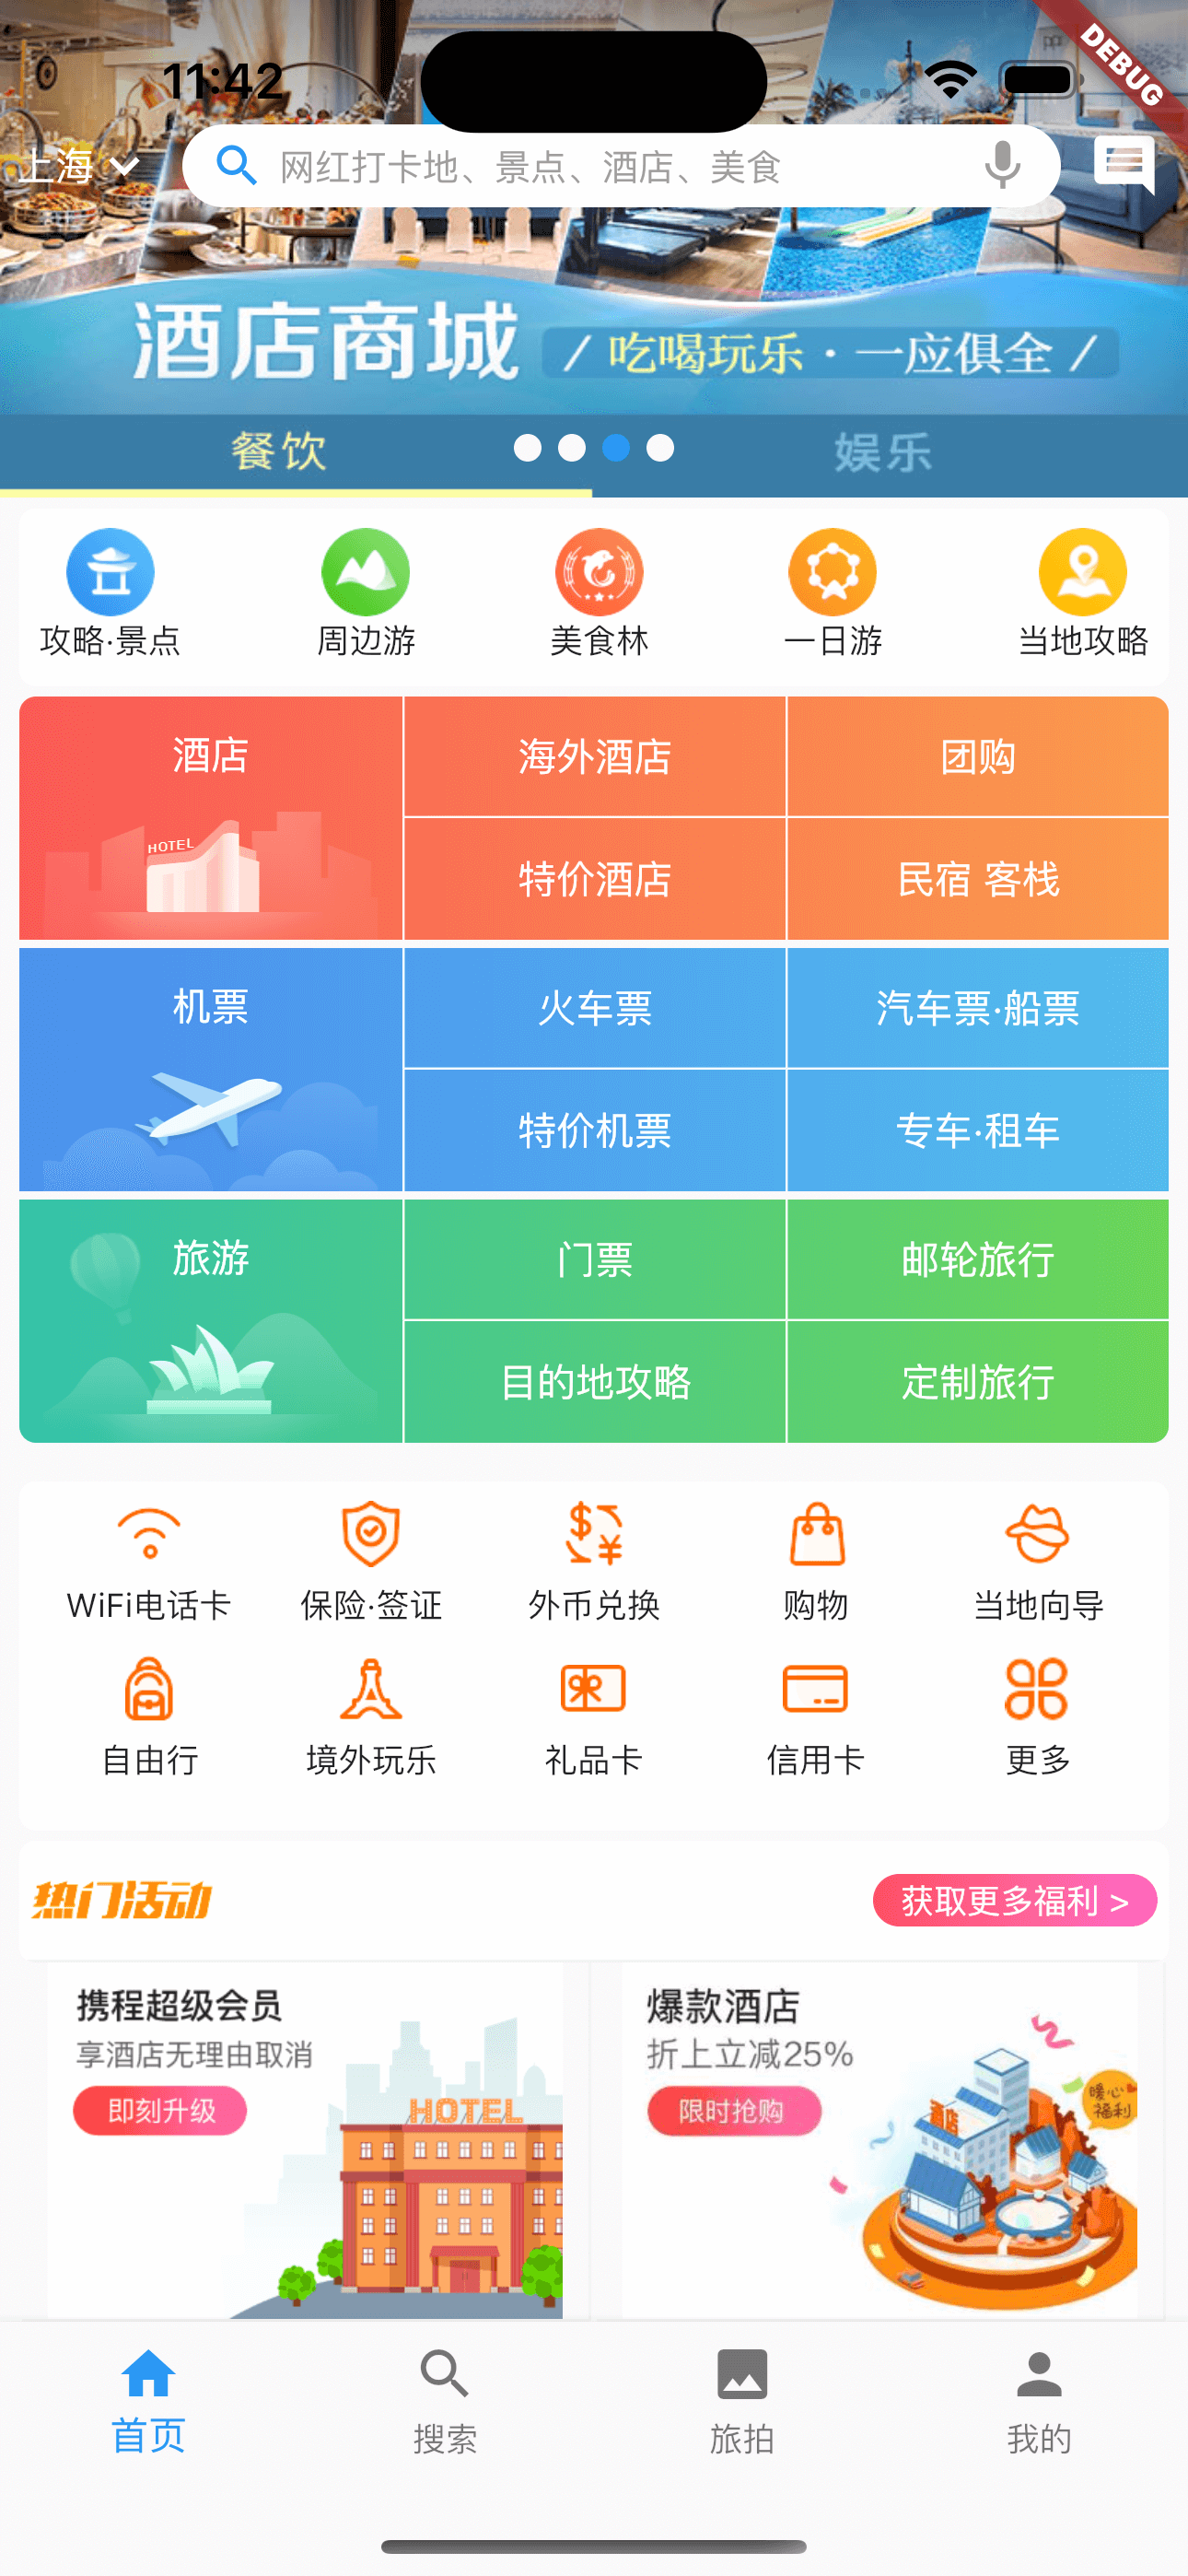 DEBUG
11:42
上海
网红打卡地、景点、酒店、美食
酒店商城 / 吃喝玩乐·一应俱全 /
餐饮 娱乐
攻略·景点 周边游 美食林 一日游 当地攻略
酒店 海外酒店 团购
HOTEL
特价酒店 民宿 客栈
机票 火车票 汽车票·船票
特价机票 专车·租车
旅游 门票 邮轮旅行
目的地攻略 定制旅行
WiFi电话卡 保险·签证 外币兑换 购物 当地向导
自由行 境外玩乐 礼品卡 信用卡 更多
热门活动 获取更多福利 >
携程超级会员
享酒店无理由取消
即刻升级
HOTEL
爆款酒店
折上立减25%
限时抢购
暖心
福利
酒店
首页 搜索 旅拍 我的